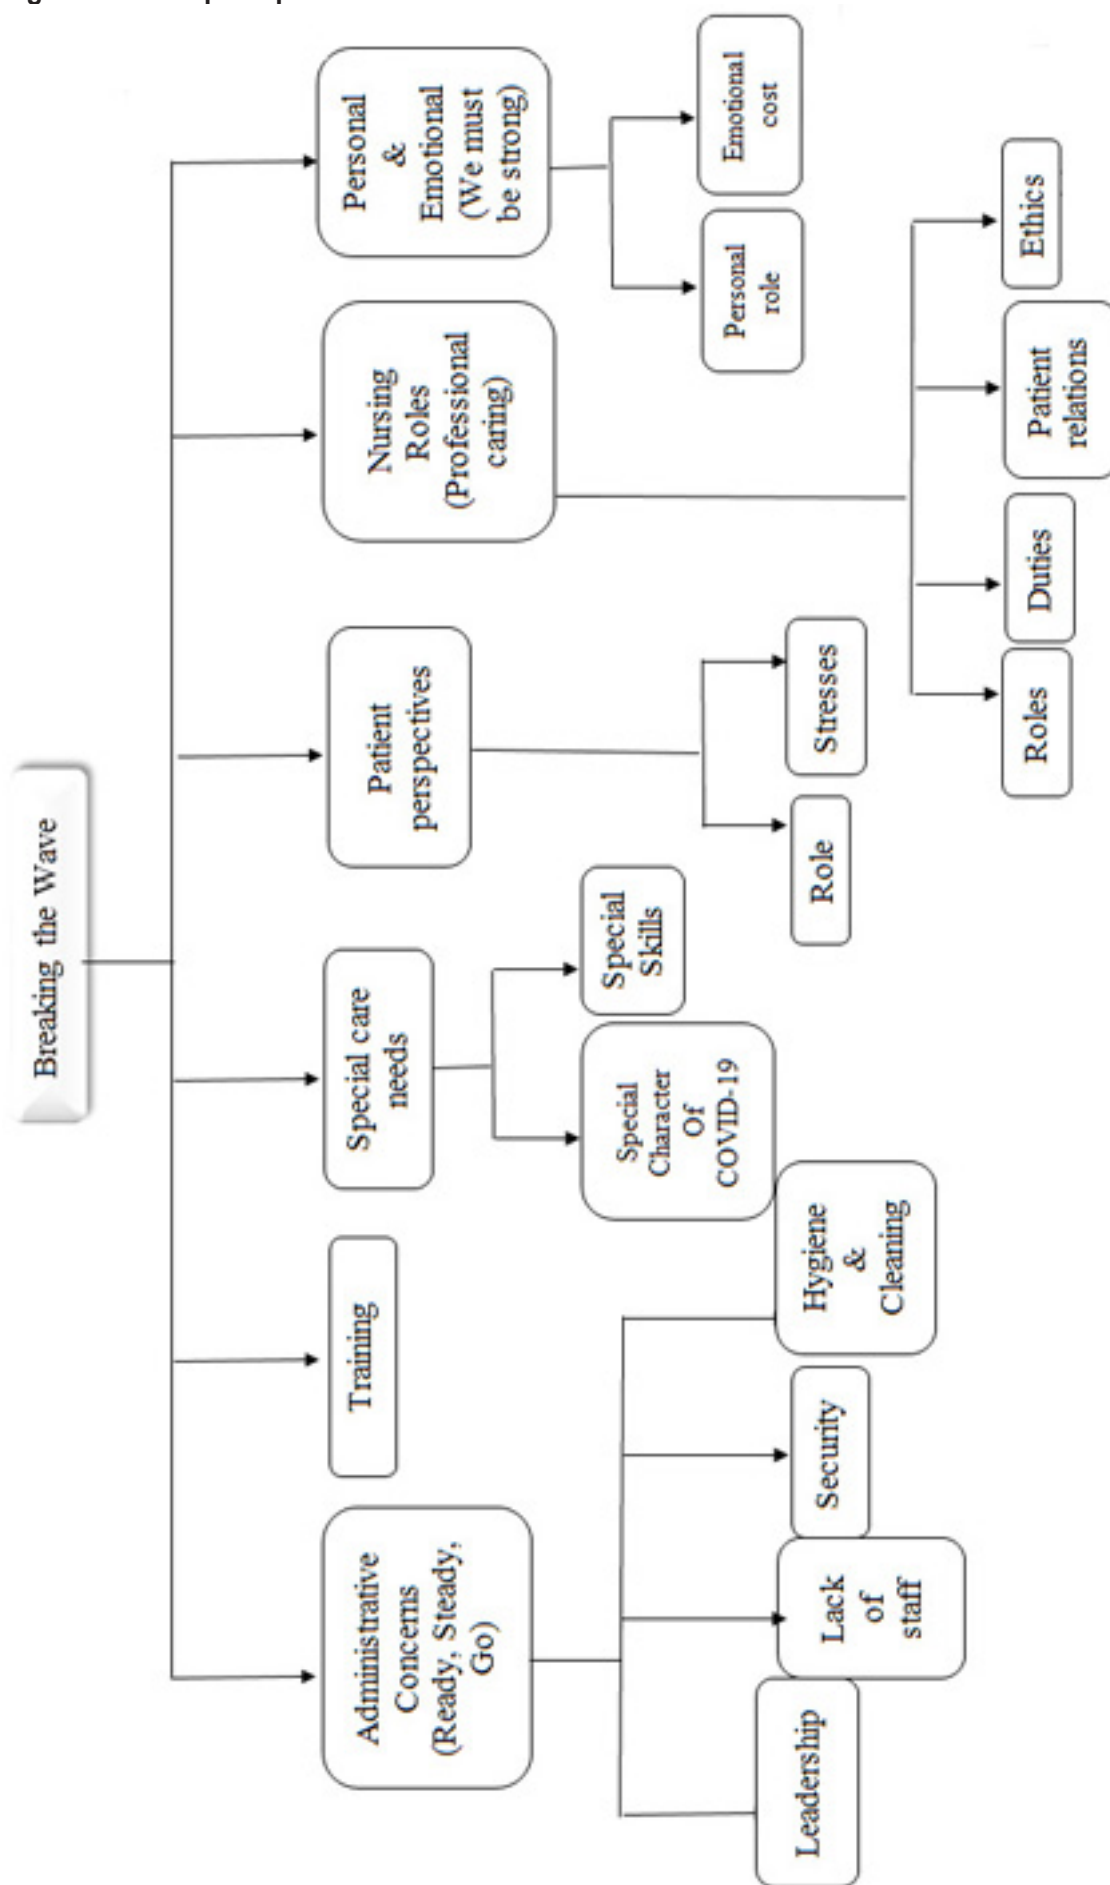 Breaking the Wave
Administrative
Concerns
(Ready, Steady,
Go)
Training
Special care
needs
Patient
perspectives
Nursing
Roles
(Professional
caring)
Personal
&
Emotional
(We must
be strong)
Leadership
Lack
of
staff
Security
Hygiene
&
Cleaning
Special
Character
Of
COVID-19
Special
Skills
Role
Stresses
Roles
Duties
Patient
relations
Ethics
Personal
role
Emotional
cost